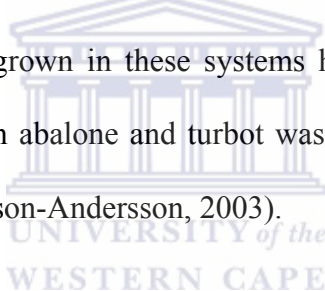 grown in these systems h
n abalone and turbot was
son-Andersson, 2003).
UNIVERSITY of the
WESTERN CAPE